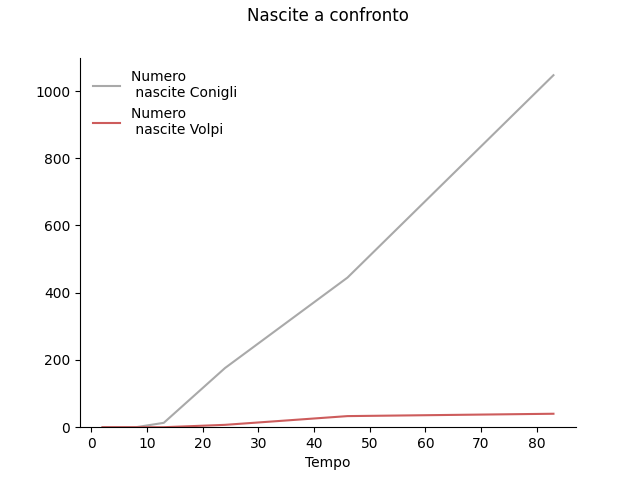 Nascite a confronto
Numero
nascite Conigli
Numero
nascite Volpi
1000
800
600
400
200
0
0 10 20 30 40 50 60 70 80
Tempo